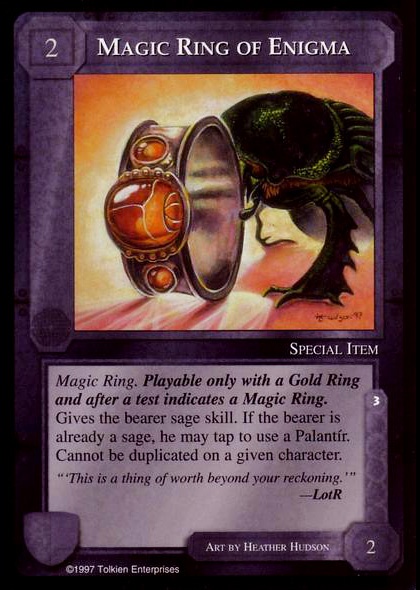 2
MAGIC RING OF ENIGMA
SPECIAL ITEM
Magic Ring. Playable only with a Gold Ring
and after a test indicates a Magic Ring.
Gives the bearer sage skill. If the bearer is
already a sage, he may tap to use a Palantír.
Cannot be duplicated on a given character.
"'This is a thing of worth beyond your reckoning.'"
—LotR
3
ART BY HEATHER HUDSON
2
©1997 Tolkien Enterprises